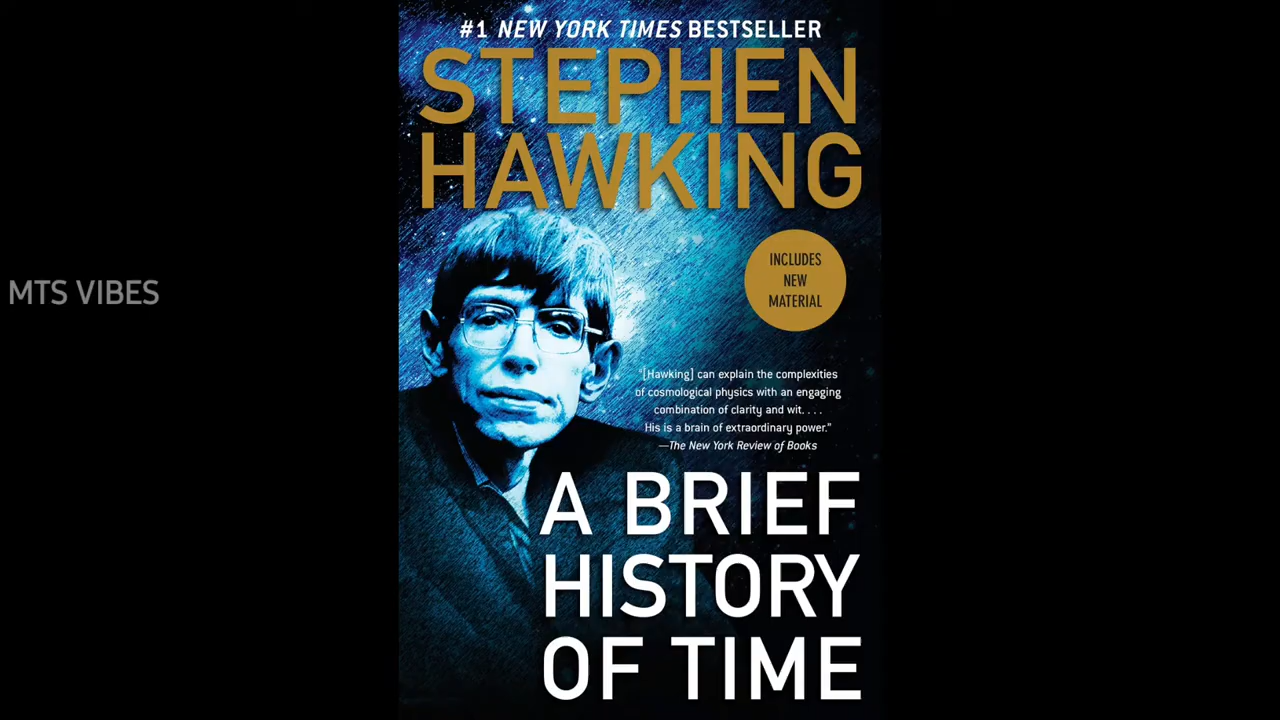 #1 NEW YORK TIMES BESTSELLER
STEPHEN
HAWKING
INCLUDES
NEW
MATERIAL
MTS VIBES
"[Hawking] can explain the complexities
of cosmological physics with an engaging
combination of clarity and wit. . . .
His is a brain of extraordinary power."
—The New York Review of Books
A BRIEF
HISTORY
OF TIME